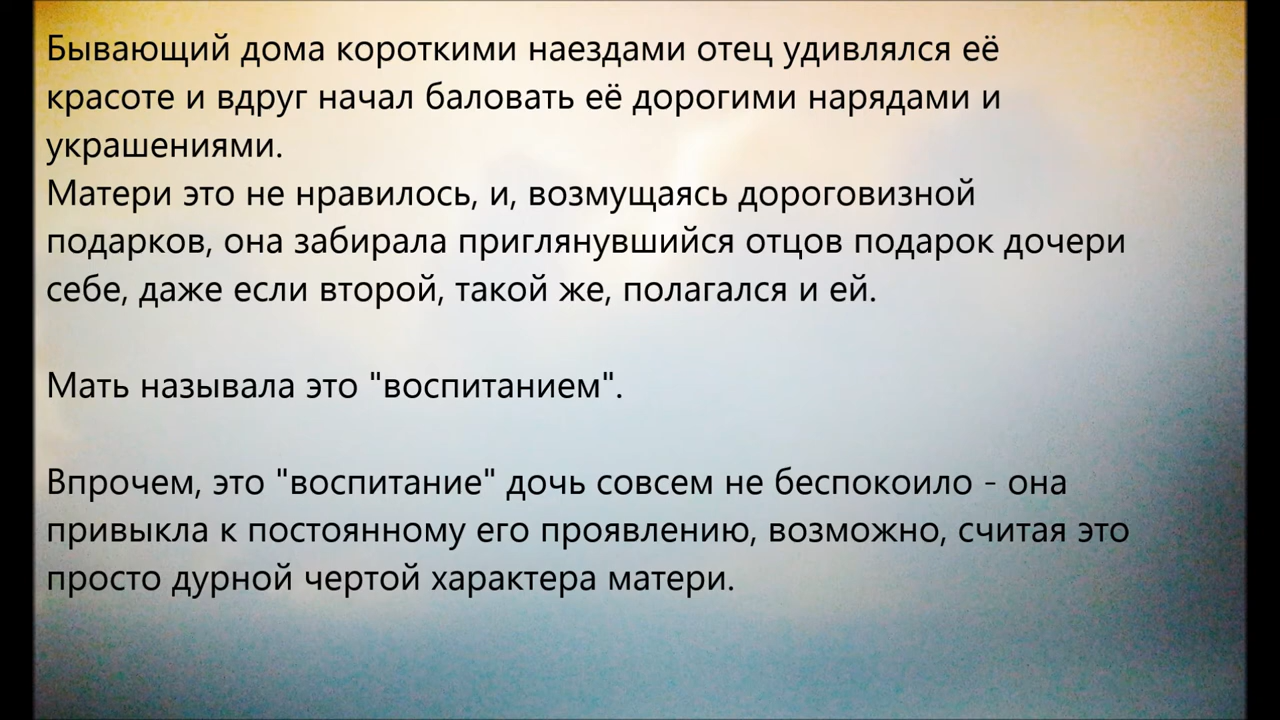 Бывающий дома короткими наездами отец удивлялся её
красоте и вдруг начал баловать её дорогими нарядами и
украшениями.
Матери это не нравилось, и, возмущаясь дороговизной
подарков, она забирала приглянувшийся отцов подарок дочери
себе, даже если второй, такой же, полагался и ей.
Мать называла это "воспитанием".
Впрочем, это "воспитание" дочь совсем не беспокоило - она
привыкла к постоянному его проявлению, возможно, считая это
просто дурной чертой характера матери.